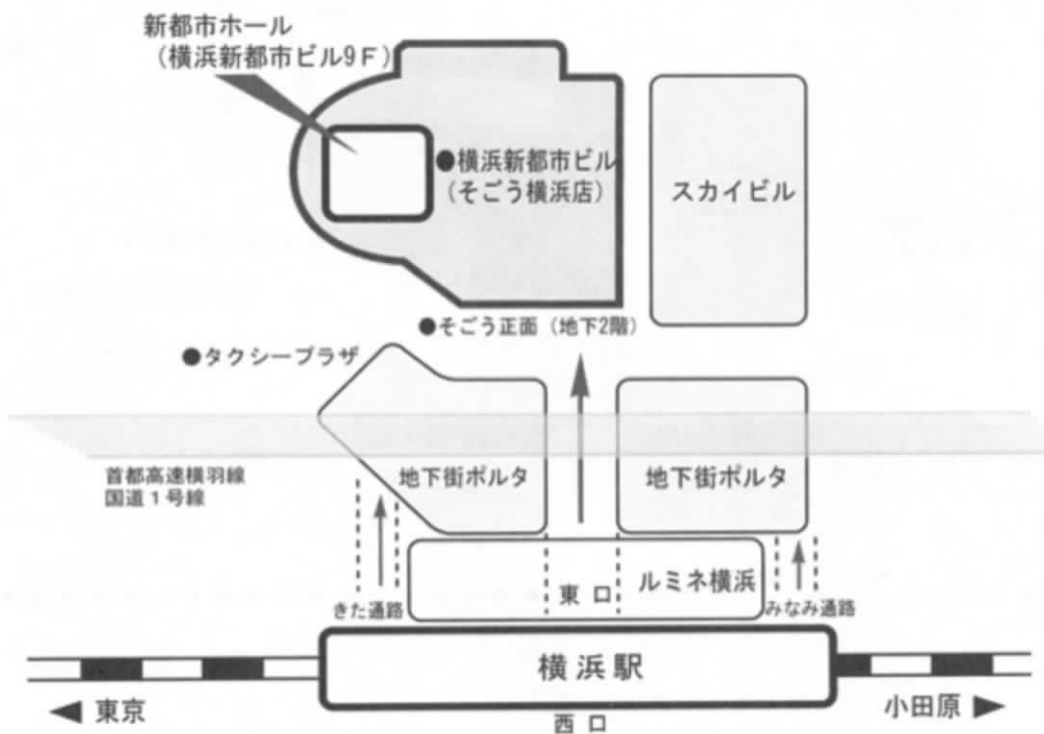 新都市ホール
(横浜新都市ビル9F)
●横浜新都市ビル
(そごう横浜店)
スカイビル
●そごう正面(地下2階)
●タクシープラザ
首都高速横羽線
国道1号線
地下街ポルタ
地下街ポルタ
東口
ルミネ横浜
きた通路
みなみ通路
横浜駅
東京
小田原
西口